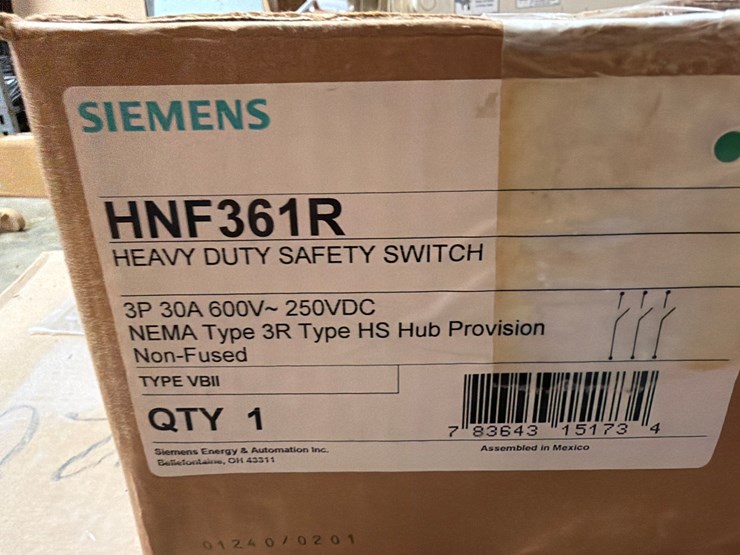 SIEMENS
HNF361R
HEAVY DUTY SAFETY SWITCH
3P 30A 600V~ 250VDC
NEMA Type 3R Type HS Hub Provision
Non-Fused
TYPE VBII
QTY 1
7 83643 15173 4
Siemens Energy & Automation Inc.
Bellefontaine, OH 43311
Assembled in Mexico
01240/0201